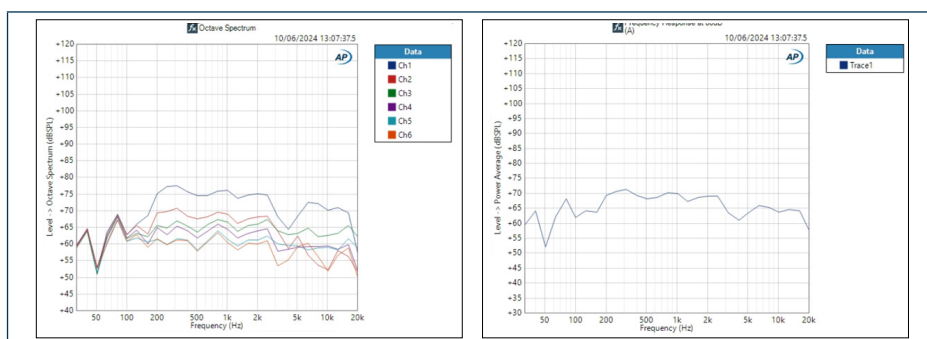 Octave Spectrum
10/06/2024 13:07:37.5
+120
+115
+110
+105
+100
+95
+90
+85
+80
+75
+70
+65
+60
+55
+50
+45
+40
Level -> Octave Spectrum (dBSPL)
50 100 200 500 1k 2k 5k 10k 20k
Frequency (Hz)
AP
Data
Ch1
Ch2
Ch3
Ch4
Ch5
Ch6
(A)
10/06/2024 13:07:37.5
+120
+115
+110
+105
+100
+95
+90
+85
+80
+75
+70
+65
+60
+55
+50
+45
+40
+35
+30
Level -> Power Average (dBSPL)
50 100 200 500 1k 2k 5k 10k 20k
Frequency (Hz)
AP
Data
Trace1